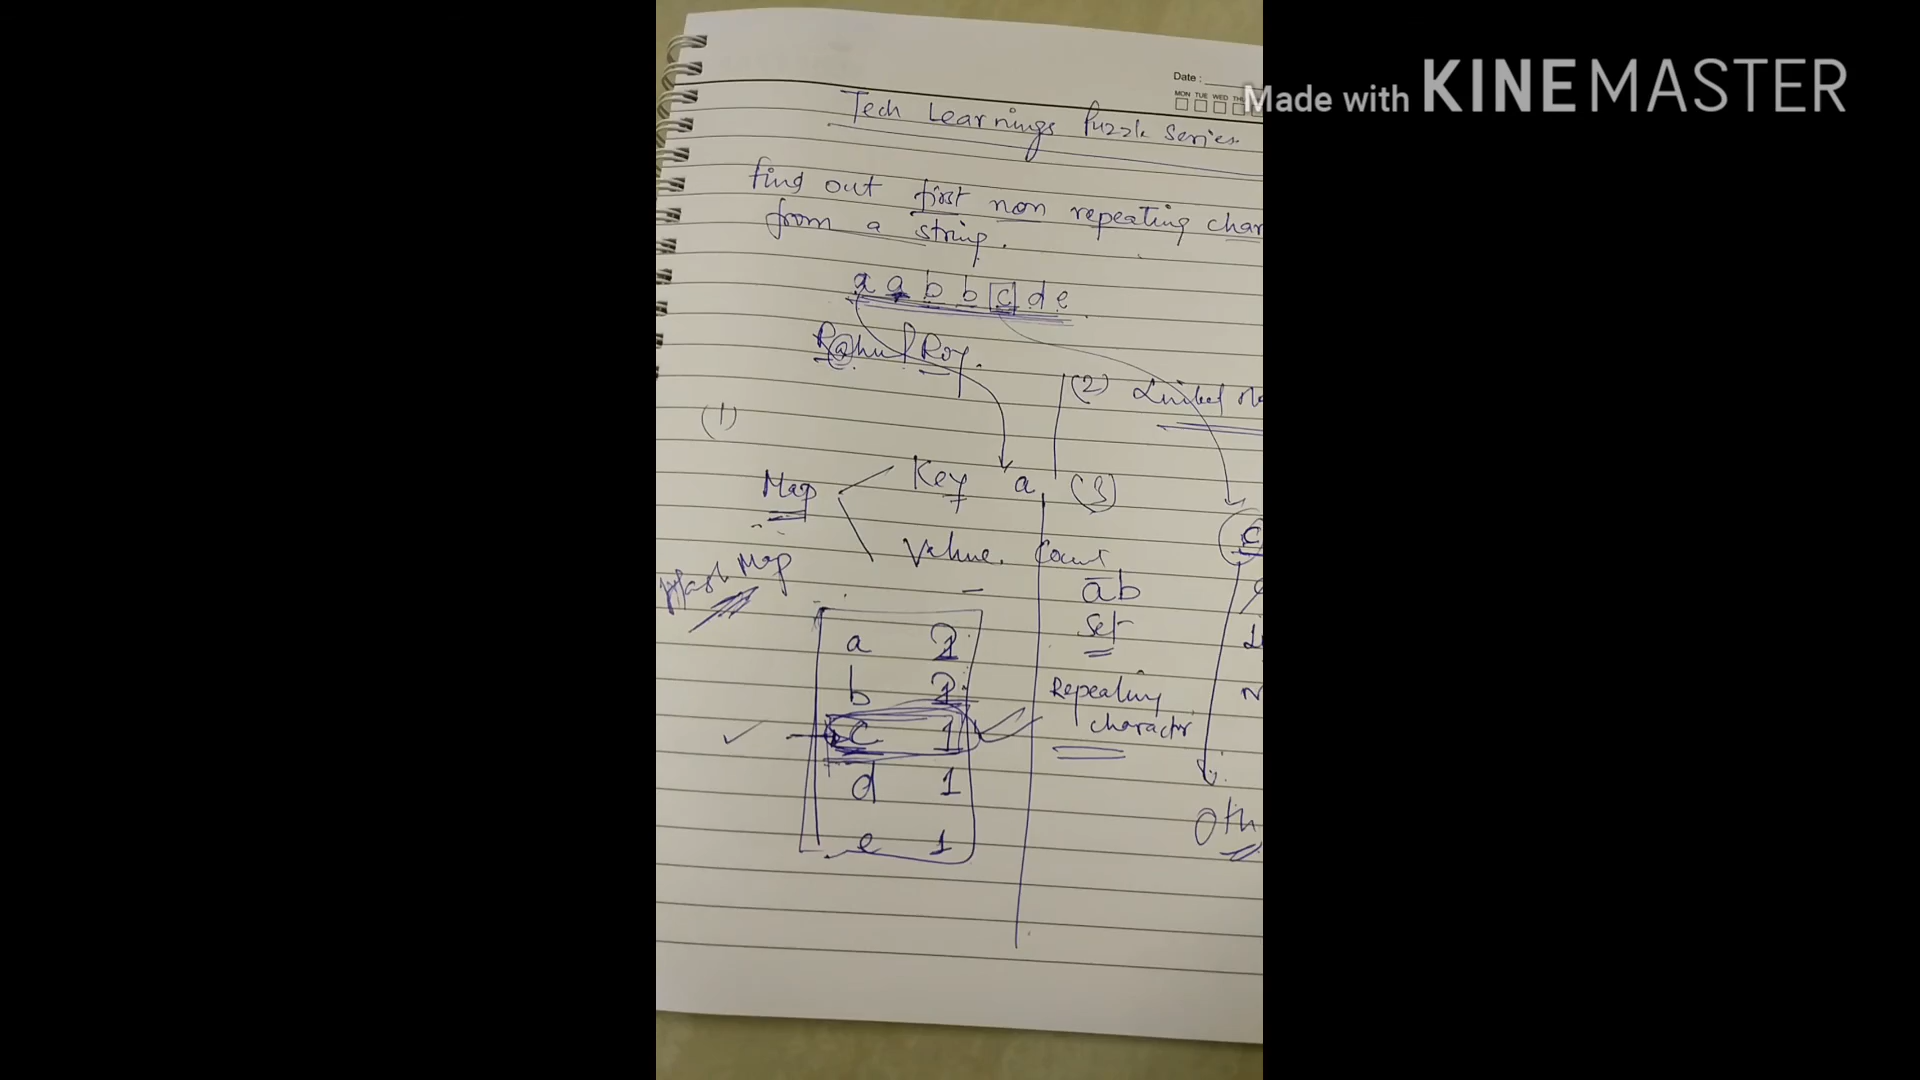 Made with KINEMASTER
Date :
MON TUE WED TH
Tech Learnings Puzzle Series.
find out first non repeating char
from a string.
a a b b c d e
Rahul Roy.
(2)
(1)
Key a (3)
Map
Value. Count
Hash Map
ab
a 2
Set
b 2
Repeating
c 1
character
d 1
Oth
e 1
c